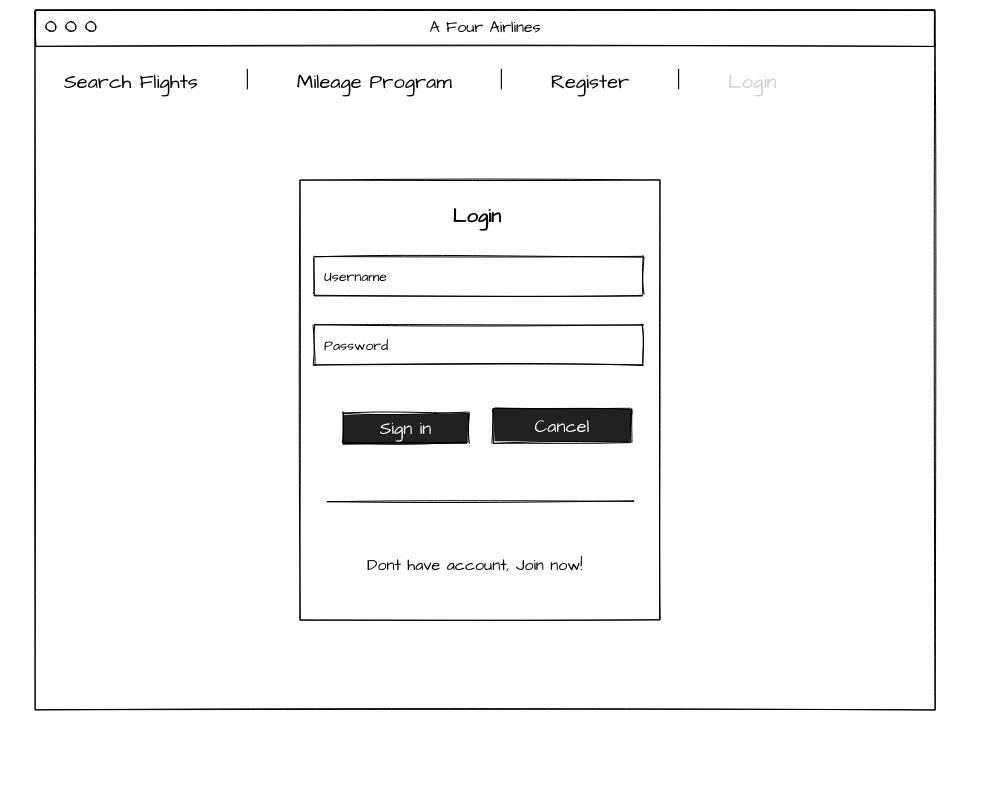 A Four Airlines
Search Flights | Mileage Program | Register | Login
Login
Username
Password
Sign in Cancel
Dont have account, Join now!